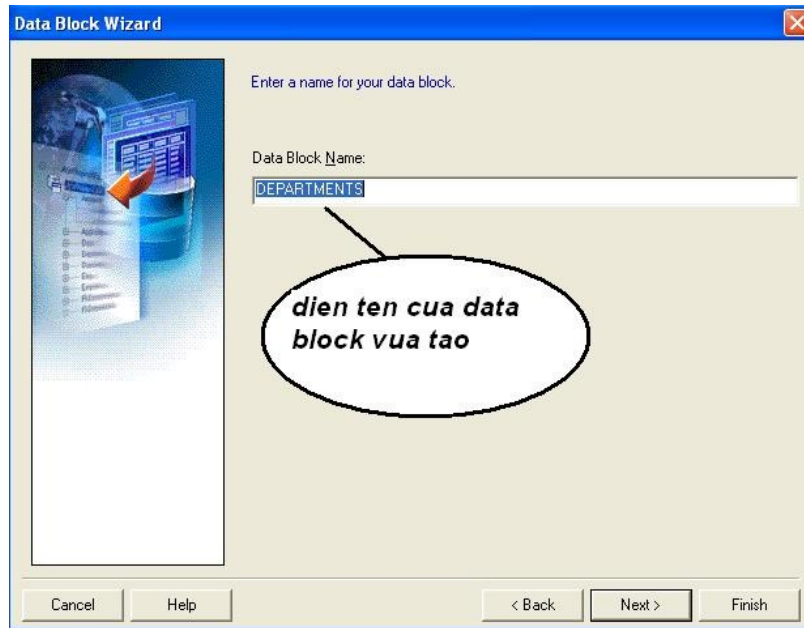 Data Block Wizard
Enter a name for your data block.
Data Block Name:
DEPARTMENTS
dien ten cua data
block vua tao
Cancel
Help
< Back
Next >
Finish